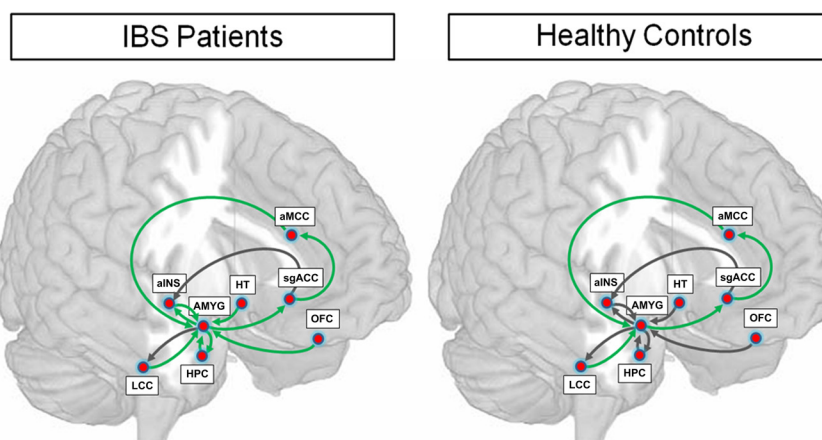 IBS Patients
Healthy Controls
aMCC
sgACC
aINS
HT
AMYG
OFC
HPC
LCC
aMCC
sgACC
aINS
HT
AMYG
OFC
HPC
LCC